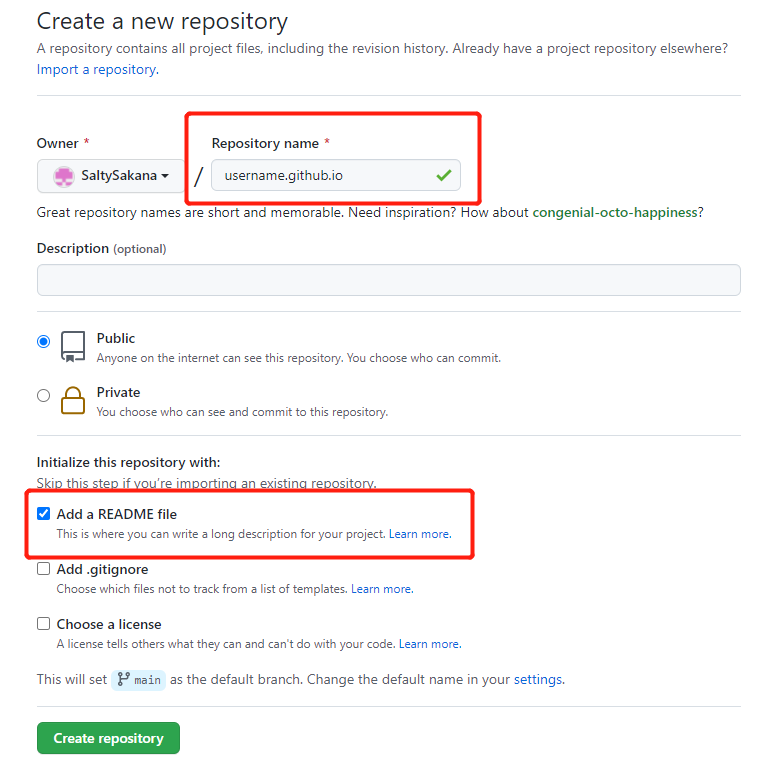 Create a new repository
A repository contains all project files, including the revision history. Already have a project repository elsewhere?
Import a repository.
Owner *
Repository name *
SaltySakana
/
username.github.io
Great repository names are short and memorable. Need inspiration? How about congenial-octo-happiness?
Description (optional)
Public
Anyone on the internet can see this repository. You choose who can commit.
Private
You choose who can see and commit to this repository.
Initialize this repository with:
Skip this step if you're importing an existing repository.
Add a README file
This is where you can write a long description for your project. Learn more.
Add .gitignore
Choose which files not to track from a list of templates. Learn more.
Choose a license
A license tells others what they can and can't do with your code. Learn more.
This will set main as the default branch. Change the default name in your settings.
Create repository